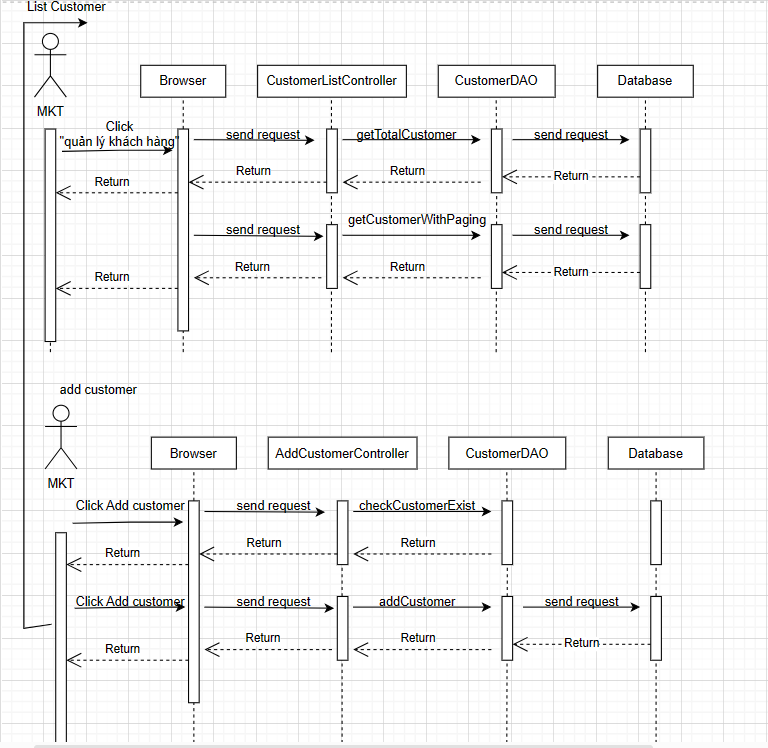 List Customer
MKT
Browser
CustomerListController
CustomerDAO
Database
Click
"quản lý khách hàng"
send request
getTotalCustomer
send request
Return
Return
Return
Return
getCustomerWithPaging
send request
send request
Return
Return
Return
Return
add customer
MKT
Browser
AddCustomerController
CustomerDAO
Database
Click Add customer
send request
checkCustomerExist
Return
Return
Return
Click Add customer
send request
addCustomer
send request
Return
Return
Return
Return